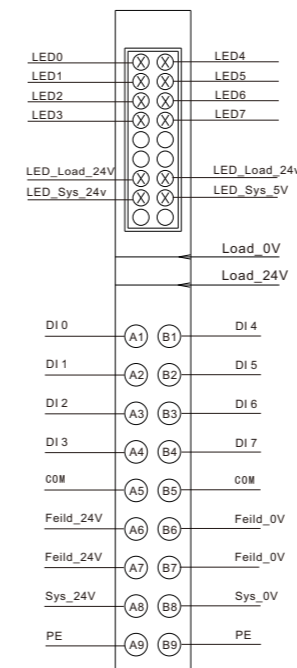 LED0 LED4
LED1 LED5
LED2 LED6
LED3 LED7
LED_Load_24V LED_Load_24v
LED_Sys_24v LED_Sys_5V
Load_0V
Load_24V
DI 0 A1 B1 DI 4
DI 1 A2 B2 DI 5
DI 2 A3 B3 DI 6
DI 3 A4 B4 DI 7
COM A5 B5 COM
Feild_24V A6 B6 Feild_0V
Feild_24V A7 B7 Feild_0V
Sys_24V A8 B8 Sys_0V
PE A9 B9 PE